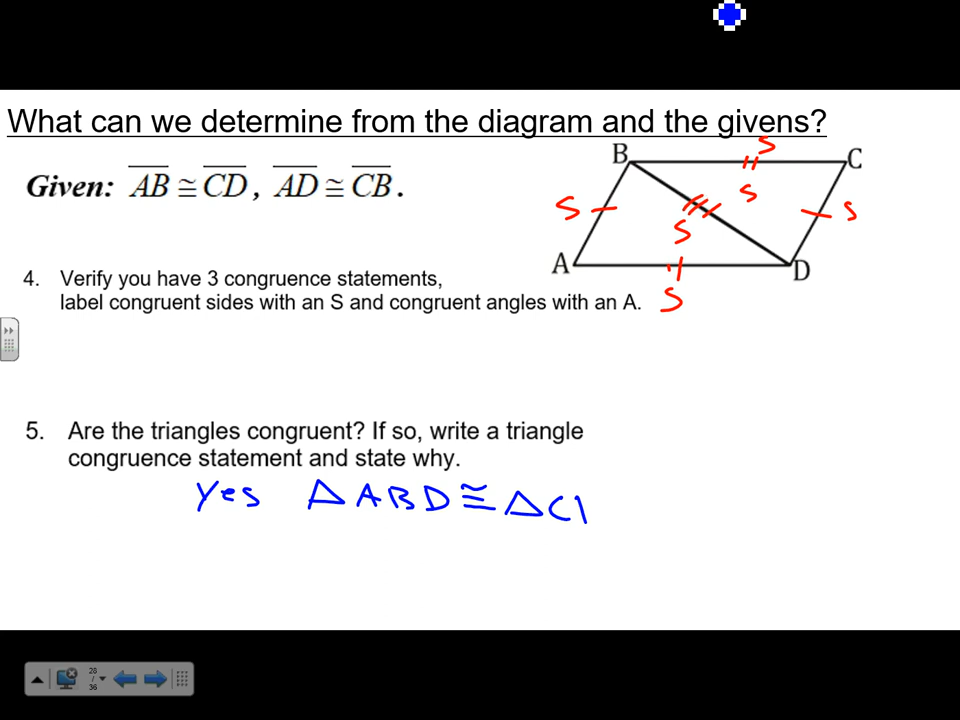 What can we determine from the diagram and the givens?
Given: AB ≅ CD , AD ≅ CB .
B
S
C
S
S
S
S
A
D
S
4. Verify you have 3 congruence statements,
label congruent sides with an S and congruent angles with an A.
5. Are the triangles congruent? If so, write a triangle
congruence statement and state why.
Yes △ABD ≅ △C
28
/
36